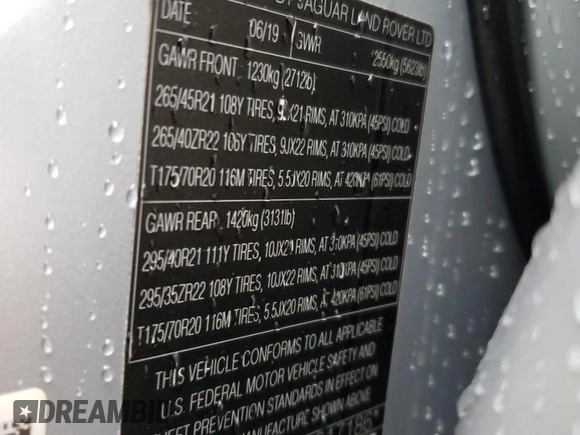 BY JAGUAR LAND ROVER LTD
DATE 06/19 GVWR 2550kg (5623lb)
GAWR FRONT 1230kg (2712lb)
265/45R21 108Y TIRES, 9JX21 RIMS, AT 310KPA (45PSI) COLD
265/40ZR22 106Y TIRES, 9JX22 RIMS, AT 310KPA (45PSI) COLD
T175/70R20 116M TIRES, 5.5JX20 RIMS, AT 420KPA (61PSI) COLD
GAWR REAR 1420kg (3131lb)
295/40R21 111Y TIRES, 10JX21 RIMS, AT 310KPA (45PSI) COLD
295/35ZR22 108Y TIRES, 10JX22 RIMS, AT 310KPA (45PSI) COLD
T175/70R20 116M TIRES, 5.5JX20 RIMS, AT 420KPA (61PSI) COLD
THIS VEHICLE CONFORMS TO ALL APPLICABLE
U.S. FEDERAL MOTOR VEHICLE SAFETY AND
THEFT PREVENTION STANDARDS IN EFFECT ON
MANUFACTURE SHOWN ABOVE
DREAMBID